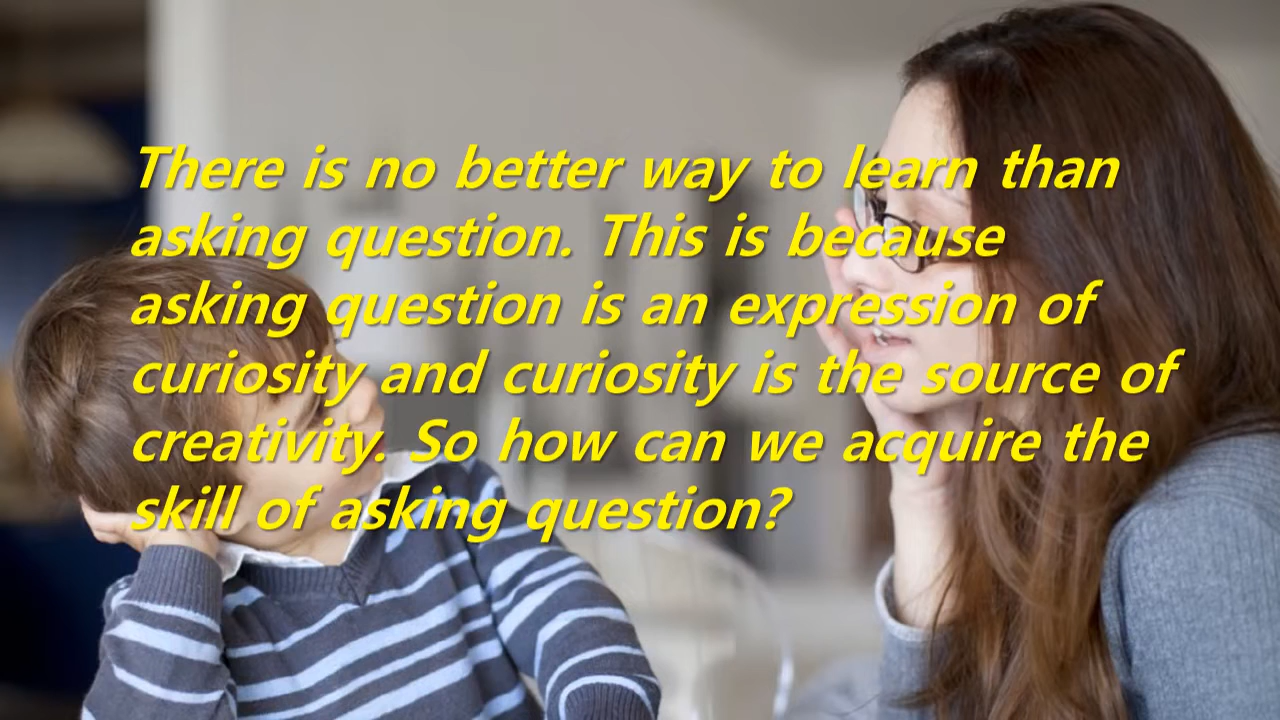 There is no better way to learn than
asking question. This is because
asking question is an expression of
curiosity and curiosity is the source of
creativity. So how can we acquire the
skill of asking question?